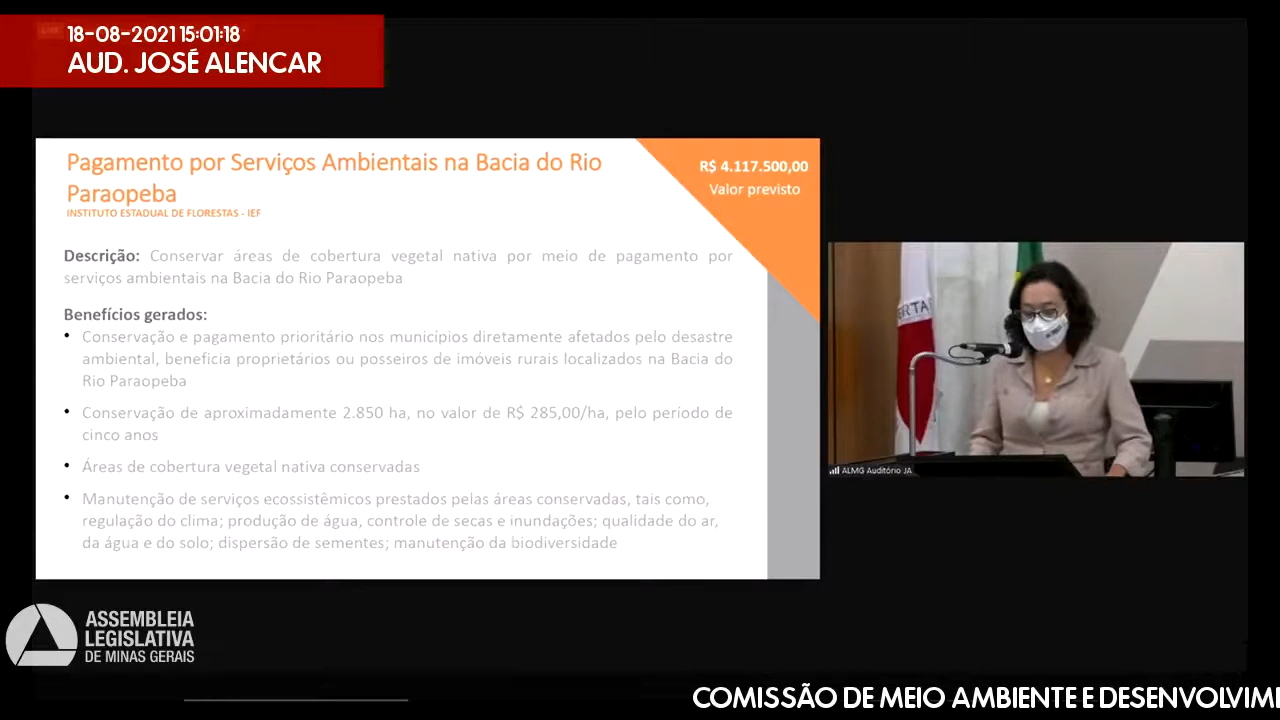 18-08-2021 15:01:18
AUD. JOSÉ ALENCAR
Pagamento por Serviços Ambientais na Bacia do Rio
Paraopeba
INSTITUTO ESTADUAL DE FLORESTAS - IEF
R$ 4.117.500,00
Valor previsto
Descrição: Conservar áreas de cobertura vegetal nativa por meio de pagamento por
serviços ambientais na Bacia do Rio Paraopeba
Benefícios gerados:
• Conservação e pagamento prioritário nos municípios diretamente afetados pelo desastre
ambiental, beneficia proprietários ou posseiros de imóveis rurais localizados na Bacia do
Rio Paraopeba
• Conservação de aproximadamente 2.850 ha, no valor de R$ 285,00/ha, pelo período de
cinco anos
• Áreas de cobertura vegetal nativa conservadas
• Manutenção de serviços ecossistêmicos prestados pelas áreas conservadas, tais como,
regulação do clima; produção de água, controle de secas e inundações; qualidade do ar,
da água e do solo; dispersão de sementes; manutenção da biodiversidade
ERTA
ALMG Auditório JA
ASSEMBLEIA
LEGISLATIVA
DE MINAS GERAIS
COMISSÃO DE MEIO AMBIENTE E DESENVOLVIM